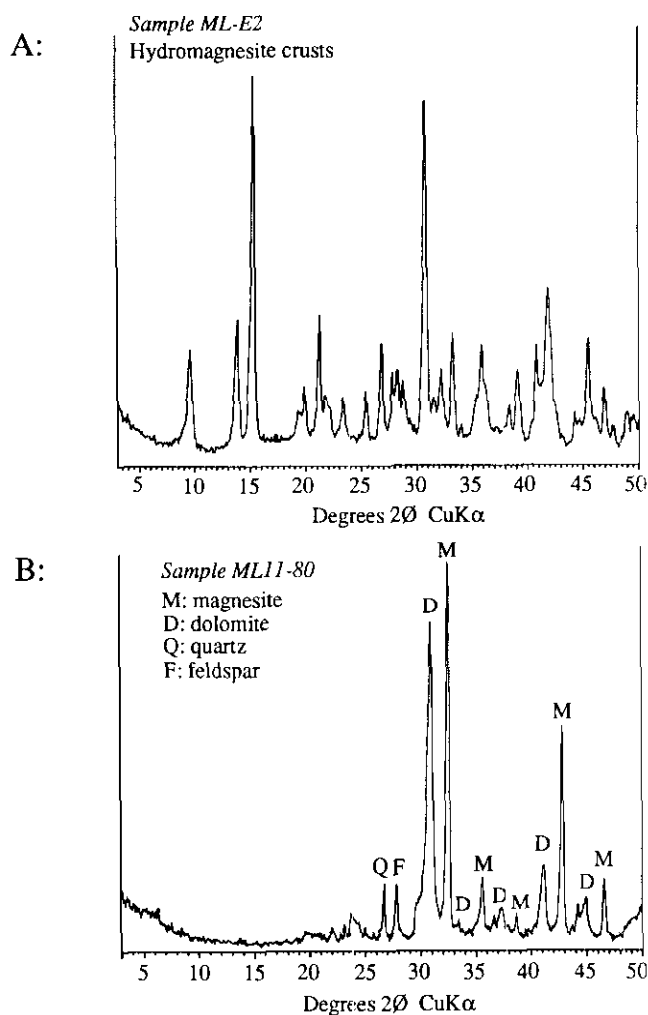 A:
Sample ML-E2
Hydromagnesite crusts
5 10 15 20 25 30 35 40 45 50
Degrees 2Ø CuKα
B:
Sample ML11-80
M: magnesite
D: dolomite
Q: quartz
F: feldspar
M
D
M
Q F D M D M D D M
5 10 15 20 25 30 35 40 45 50
Degrees 2Ø CuKα